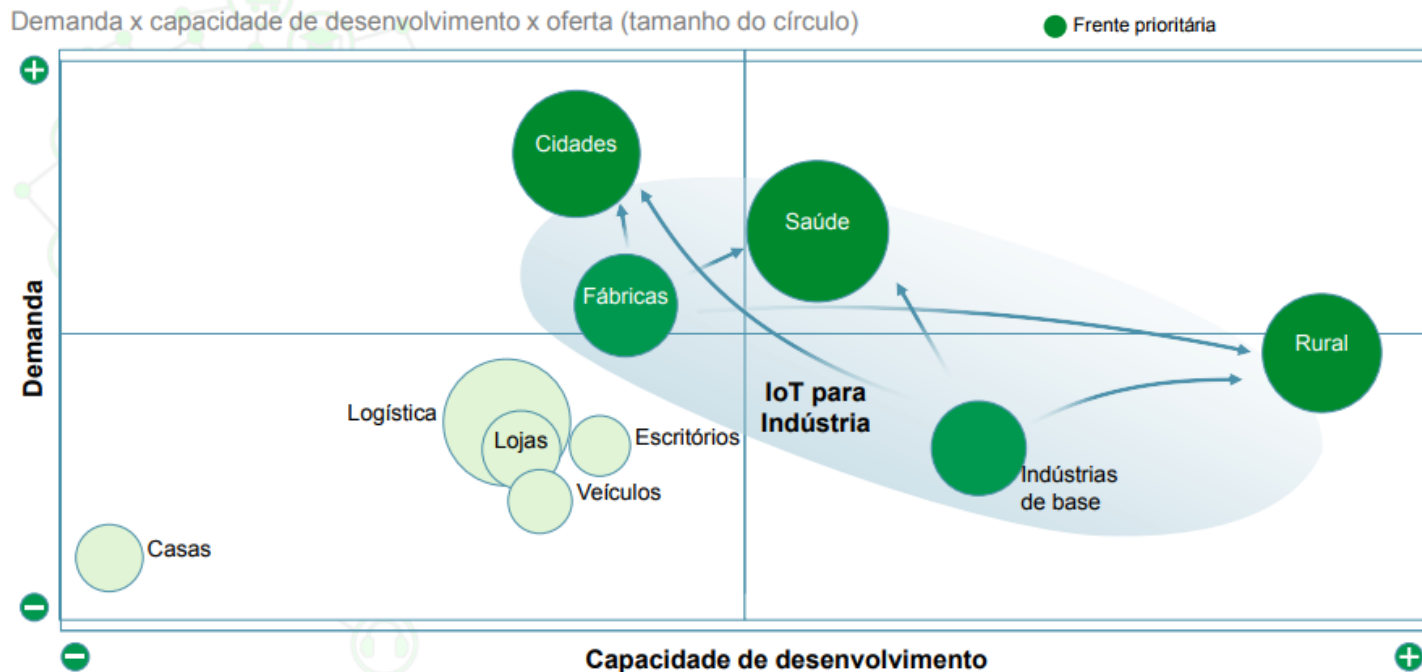 Demanda x capacidade de desenvolvimento x oferta (tamanho do círculo)
Frente prioritária
Cidades
Saúde
Fábricas
Demanda
Rural
IoT para
Indústria
Logística
Lojas
Escritórios
Veículos
Indústrias
de base
Casas
Capacidade de desenvolvimento